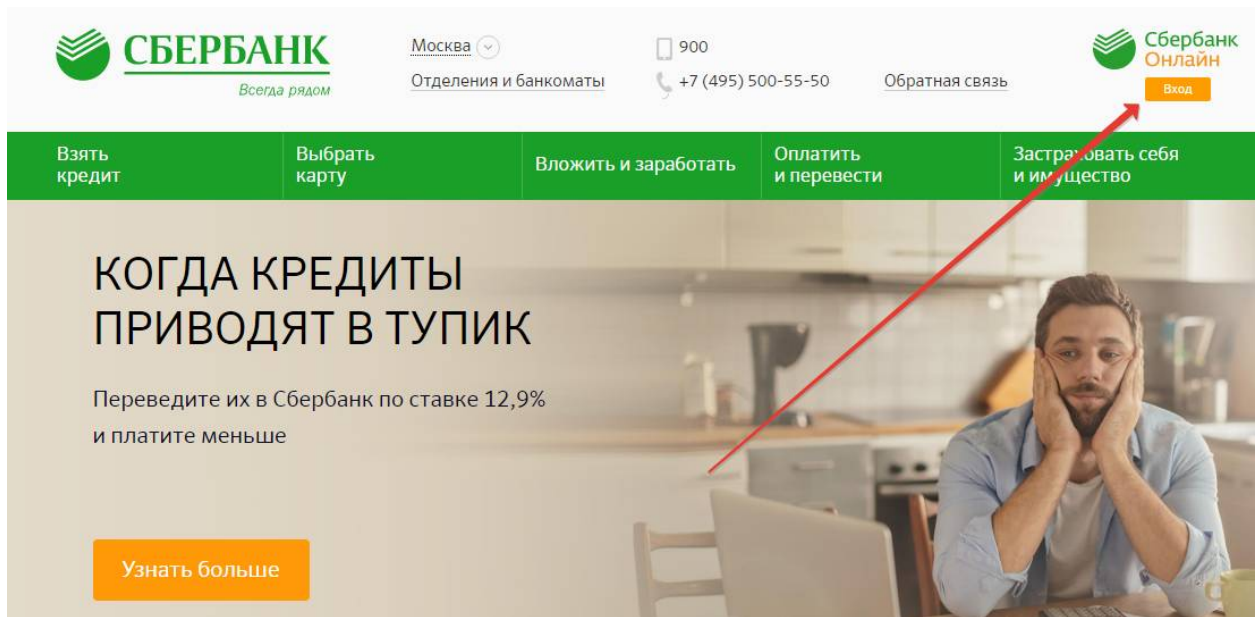 СБЕРБАНК
Всегда рядом
Москва
Отделения и банкоматы
900
+7 (495) 500-55-50
Обратная связь
Сбербанк
Онлайн
Вход
Взять
кредит
Выбрать
карту
Вложить и заработать
Оплатить
и перевести
Застраховать себя
и имущество
КОГДА КРЕДИТЫ
ПРИВОДЯТ В ТУПИК
Переведите их в Сбербанк по ставке 12,9%
и платите меньше
Узнать больше